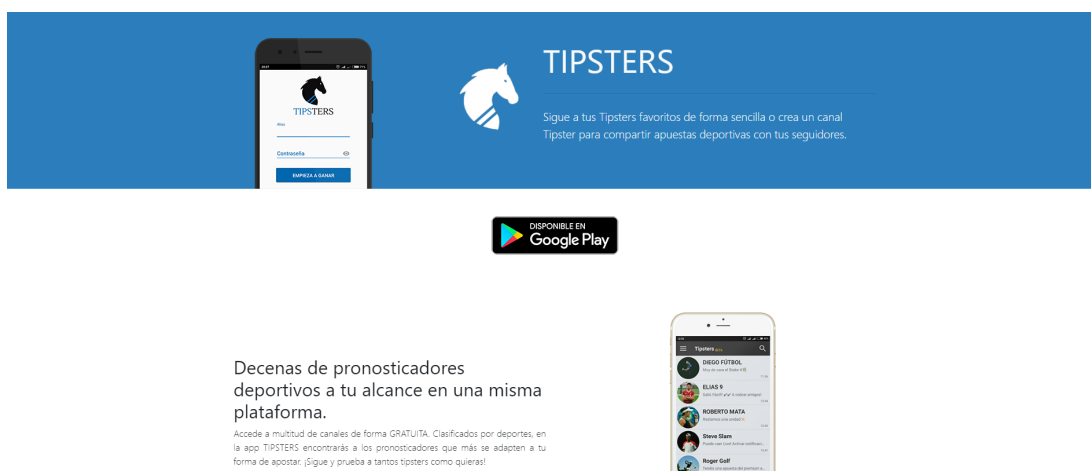 TIPSTERS
Sigue a tus Tipsters favoritos de forma sencilla o crea un canal
Tipster para compartir apuestas deportivas con tus seguidores.
TIPSTERS
Alias
Contraseña
EMPIEZA A GANAR
DISPONIBLE EN
Google Play
Decenas de pronosticadores
deportivos a tu alcance en una misma
plataforma.
Accede a multitud de canales de forma GRATUITA. Clasificados por deportes, en
la app TIPSTERS encontrarás a los pronosticadores que más se adapten a tu
forma de apostar. ¡Sigue y prueba a tantos tipsters como quieras!
Tipsters BETA
DIEGO FÚTBOL
ELIAS 9
ROBERTO MATA
Steve Slam
Roger Golf